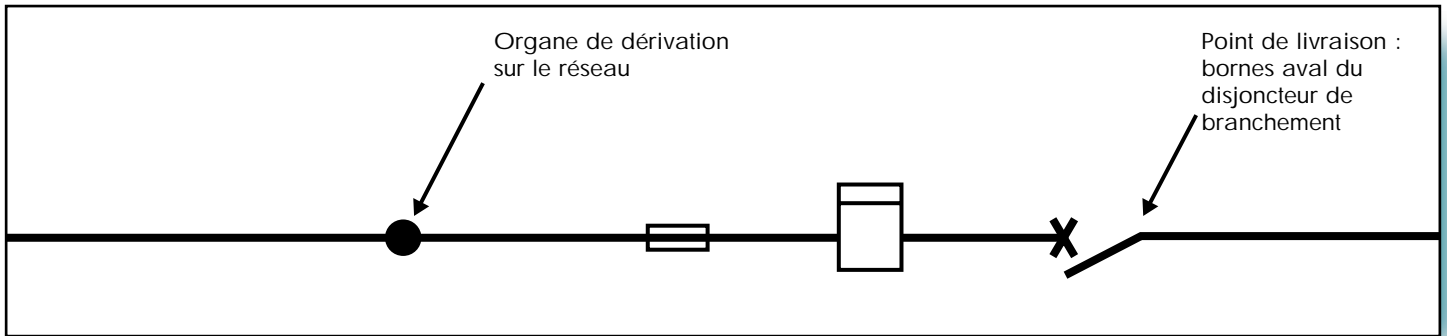 Organe de dérivation
sur le réseau
Point de livraison :
bornes aval du
disjoncteur de
branchement